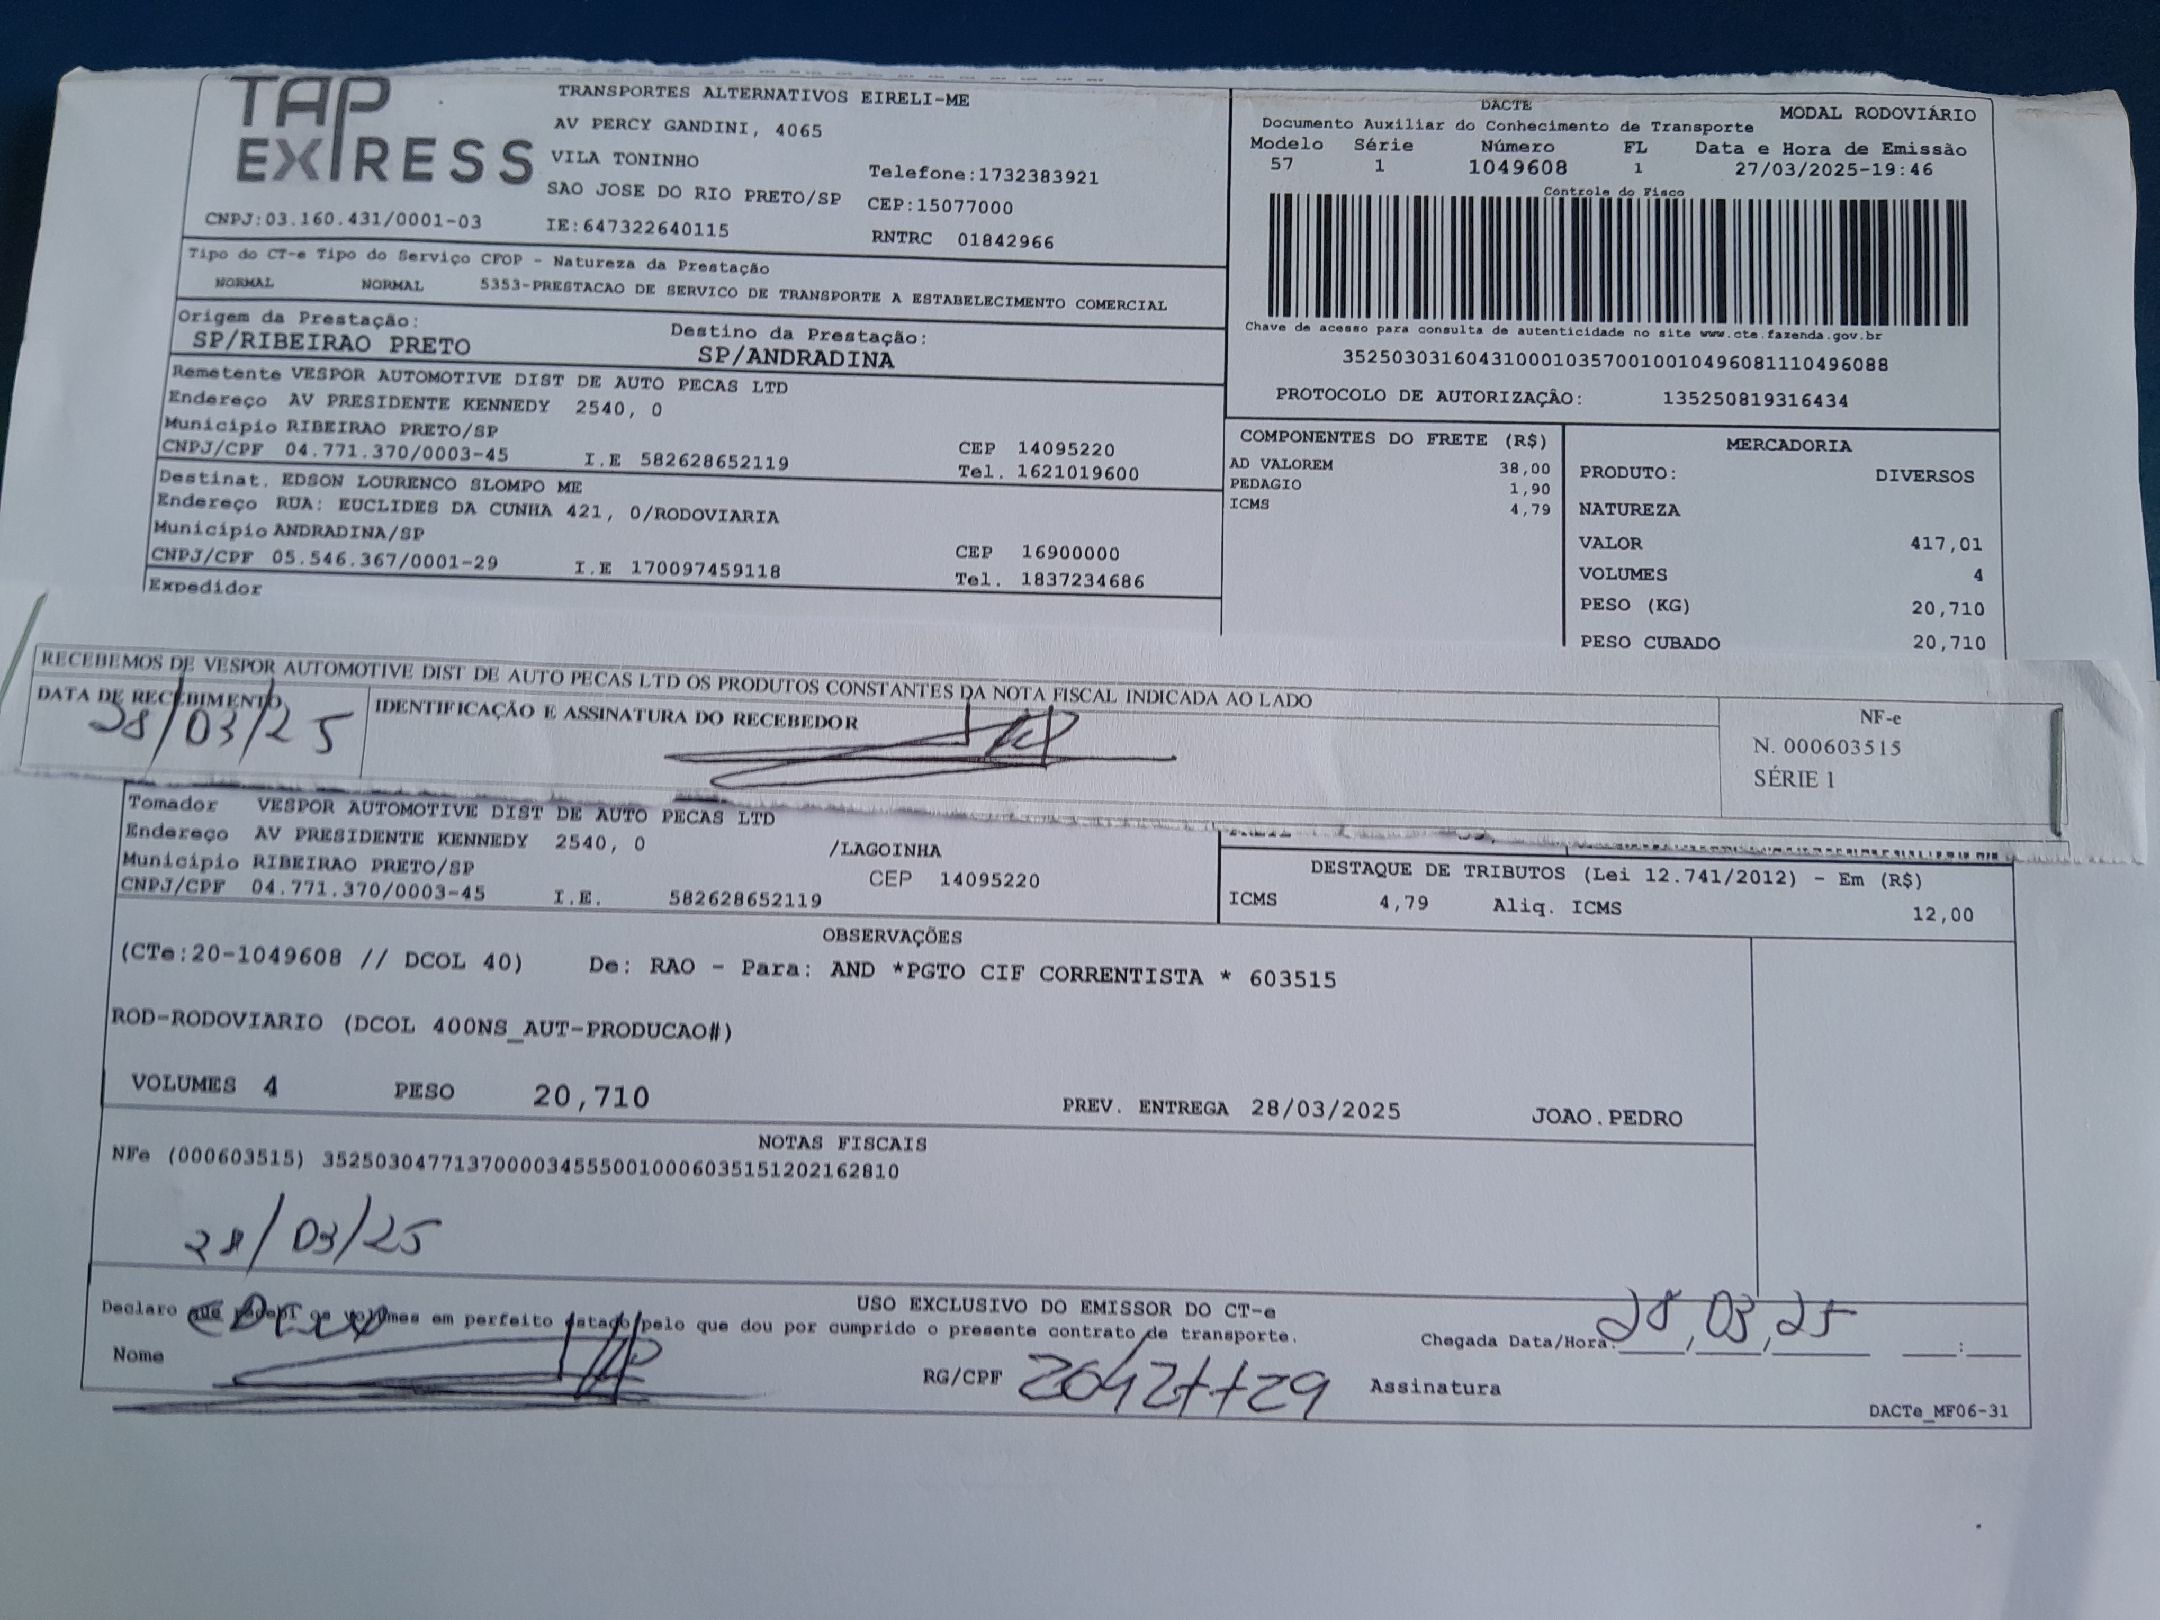 TAP
EXPRESS
CNPJ:03.160.431/0001-03
TRANSPORTES ALTERNATIVOS EIRELI-ME
AV PERCY GANDINI, 4065
VILA TONINHO
Telefone:1732383921
SAO JOSE DO RIO PRETO/SP CEP:15077000
IE:647322640115 RNTRC 01842966
DACTE MODAL RODOVIÁRIO
Documento Auxiliar do Conhecimento de Transporte
Modelo Série Número FL Data e Hora de Emissão
57 1 1049608 1 27/03/2025-19:46
Controle do Fisco
Chave de acesso para consulta de autenticidade no site www.cte.fazenda.gov.br
35250303160431000103570010010496081110496088
PROTOCOLO DE AUTORIZAÇÃO: 135250819316434
Tipo do CT-e Tipo do Serviço CFOP - Natureza da Prestação
NORMAL NORMAL 5353-PRESTACAO DE SERVICO DE TRANSPORTE A ESTABELECIMENTO COMERCIAL
Origem da Prestação: Destino da Prestação:
SP/RIBEIRAO PRETO SP/ANDRADINA
Remetente VESPOR AUTOMOTIVE DIST DE AUTO PECAS LTD
Endereço AV PRESIDENTE KENNEDY 2540, 0
Município RIBEIRAO PRETO/SP CEP 14095220
CNPJ/CPF 04.771.370/0003-45 I.E 582628652119 Tel. 1621019600
Destinat. EDSON LOURENCO SLOMPO ME
Endereço RUA: EUCLIDES DA CUNHA 421, 0/RODOVIARIA
Município ANDRADINA/SP CEP 16900000
CNPJ/CPF 05.546.367/0001-29 I.E 170097459118 Tel. 1837234686
Expedidor
COMPONENTES DO FRETE (R$)
AD VALOREM 38,00
PEDAGIO 1,90
ICMS 4,79
MERCADORIA
PRODUTO: DIVERSOS
NATUREZA
VALOR 417,01
VOLUMES 4
PESO (KG) 20,710
PESO CUBADO 20,710
RECEBEMOS DE VESPOR AUTOMOTIVE DIST DE AUTO PECAS LTD OS PRODUTOS CONSTANTES DA NOTA FISCAL INDICADA AO LADO
DATA DE RECEBIMENTO IDENTIFICAÇÃO E ASSINATURA DO RECEBEDOR
28/03/25
NF-e
N. 000603515
SÉRIE 1
Tomador VESPOR AUTOMOTIVE DIST DE AUTO PECAS LTD
Endereço AV PRESIDENTE KENNEDY 2540, 0 /LAGOINHA
Município RIBEIRAO PRETO/SP CEP 14095220
CNPJ/CPF 04.771.370/0003-45 I.E. 582628652119
DESTAQUE DE TRIBUTOS (Lei 12.741/2012) - Em (R$)
ICMS 4,79 Aliq. ICMS 12,00
OBSERVAÇÕES
(CTe:20-1049608 // DCOL 40) De: RAO - Para: AND *PGTO CIF CORRENTISTA * 603515
ROD-RODOVIARIO (DCOL 400NS_AUT-PRODUCAO#)
VOLUMES 4 PESO 20,710 PREV. ENTREGA 28/03/2025 JOAO.PEDRO
NOTAS FISCAIS
NFe (000603515) 35250304771370000345550010006035151202162810
28/03/25
USO EXCLUSIVO DO EMISSOR DO CT-e
Declaro que recebi os volumes em perfeito estado pelo que dou por cumprido o presente contrato de transporte.
Chegada Data/Hora: 28/03/25 :
Nome RG/CPF Assinatura
DACTe_MF06-31